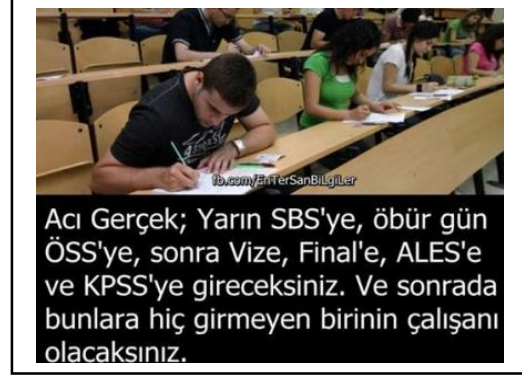 fb.com/EnTerSanBiLgiLer
Acı Gerçek; Yarın SBS'ye, öbür gün
ÖSS'ye, sonra Vize, Final'e, ALES'e
ve KPSS'ye gireceksiniz. Ve sonrada
bunlara hiç girmeyen birinin çalışanı
olacaksınız.